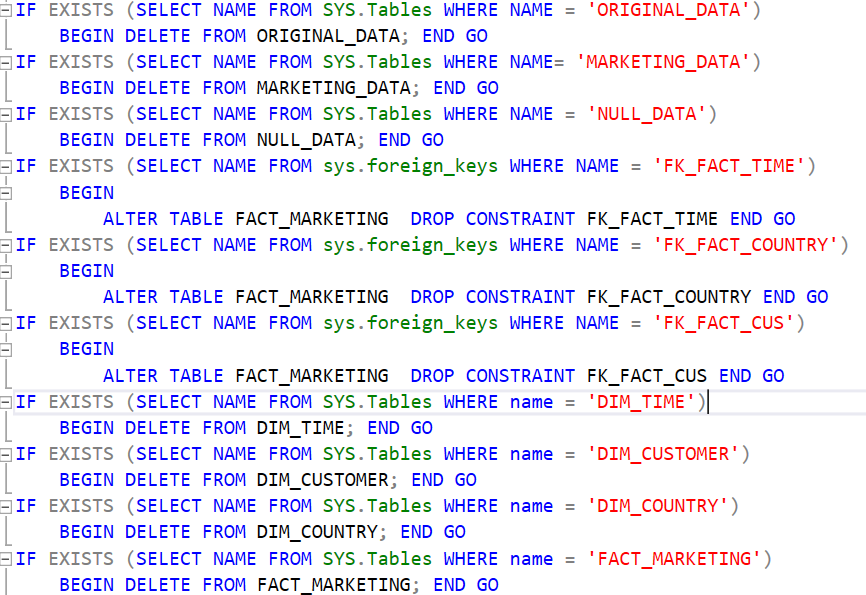 IF EXISTS (SELECT NAME FROM SYS.Tables WHERE NAME = 'ORIGINAL_DATA')
BEGIN DELETE FROM ORIGINAL_DATA; END GO
IF EXISTS (SELECT NAME FROM SYS.Tables WHERE NAME= 'MARKETING_DATA')
BEGIN DELETE FROM MARKETING_DATA; END GO
IF EXISTS (SELECT NAME FROM SYS.Tables WHERE NAME = 'NULL_DATA')
BEGIN DELETE FROM NULL_DATA; END GO
IF EXISTS (SELECT NAME FROM sys.foreign_keys WHERE NAME = 'FK_FACT_TIME')
BEGIN
ALTER TABLE FACT_MARKETING  DROP CONSTRAINT FK_FACT_TIME END GO
IF EXISTS (SELECT NAME FROM sys.foreign_keys WHERE NAME = 'FK_FACT_COUNTRY')
BEGIN
ALTER TABLE FACT_MARKETING  DROP CONSTRAINT FK_FACT_COUNTRY END GO
IF EXISTS (SELECT NAME FROM sys.foreign_keys WHERE NAME = 'FK_FACT_CUS')
BEGIN
ALTER TABLE FACT_MARKETING  DROP CONSTRAINT FK_FACT_CUS END GO
IF EXISTS (SELECT NAME FROM SYS.Tables WHERE name = 'DIM_TIME')
BEGIN DELETE FROM DIM_TIME; END GO
IF EXISTS (SELECT NAME FROM SYS.Tables WHERE name = 'DIM_CUSTOMER')
BEGIN DELETE FROM DIM_CUSTOMER; END GO
IF EXISTS (SELECT NAME FROM SYS.Tables WHERE name = 'DIM_COUNTRY')
BEGIN DELETE FROM DIM_COUNTRY; END GO
IF EXISTS (SELECT NAME FROM SYS.Tables WHERE name = 'FACT_MARKETING')
BEGIN DELETE FROM FACT_MARKETING; END GO